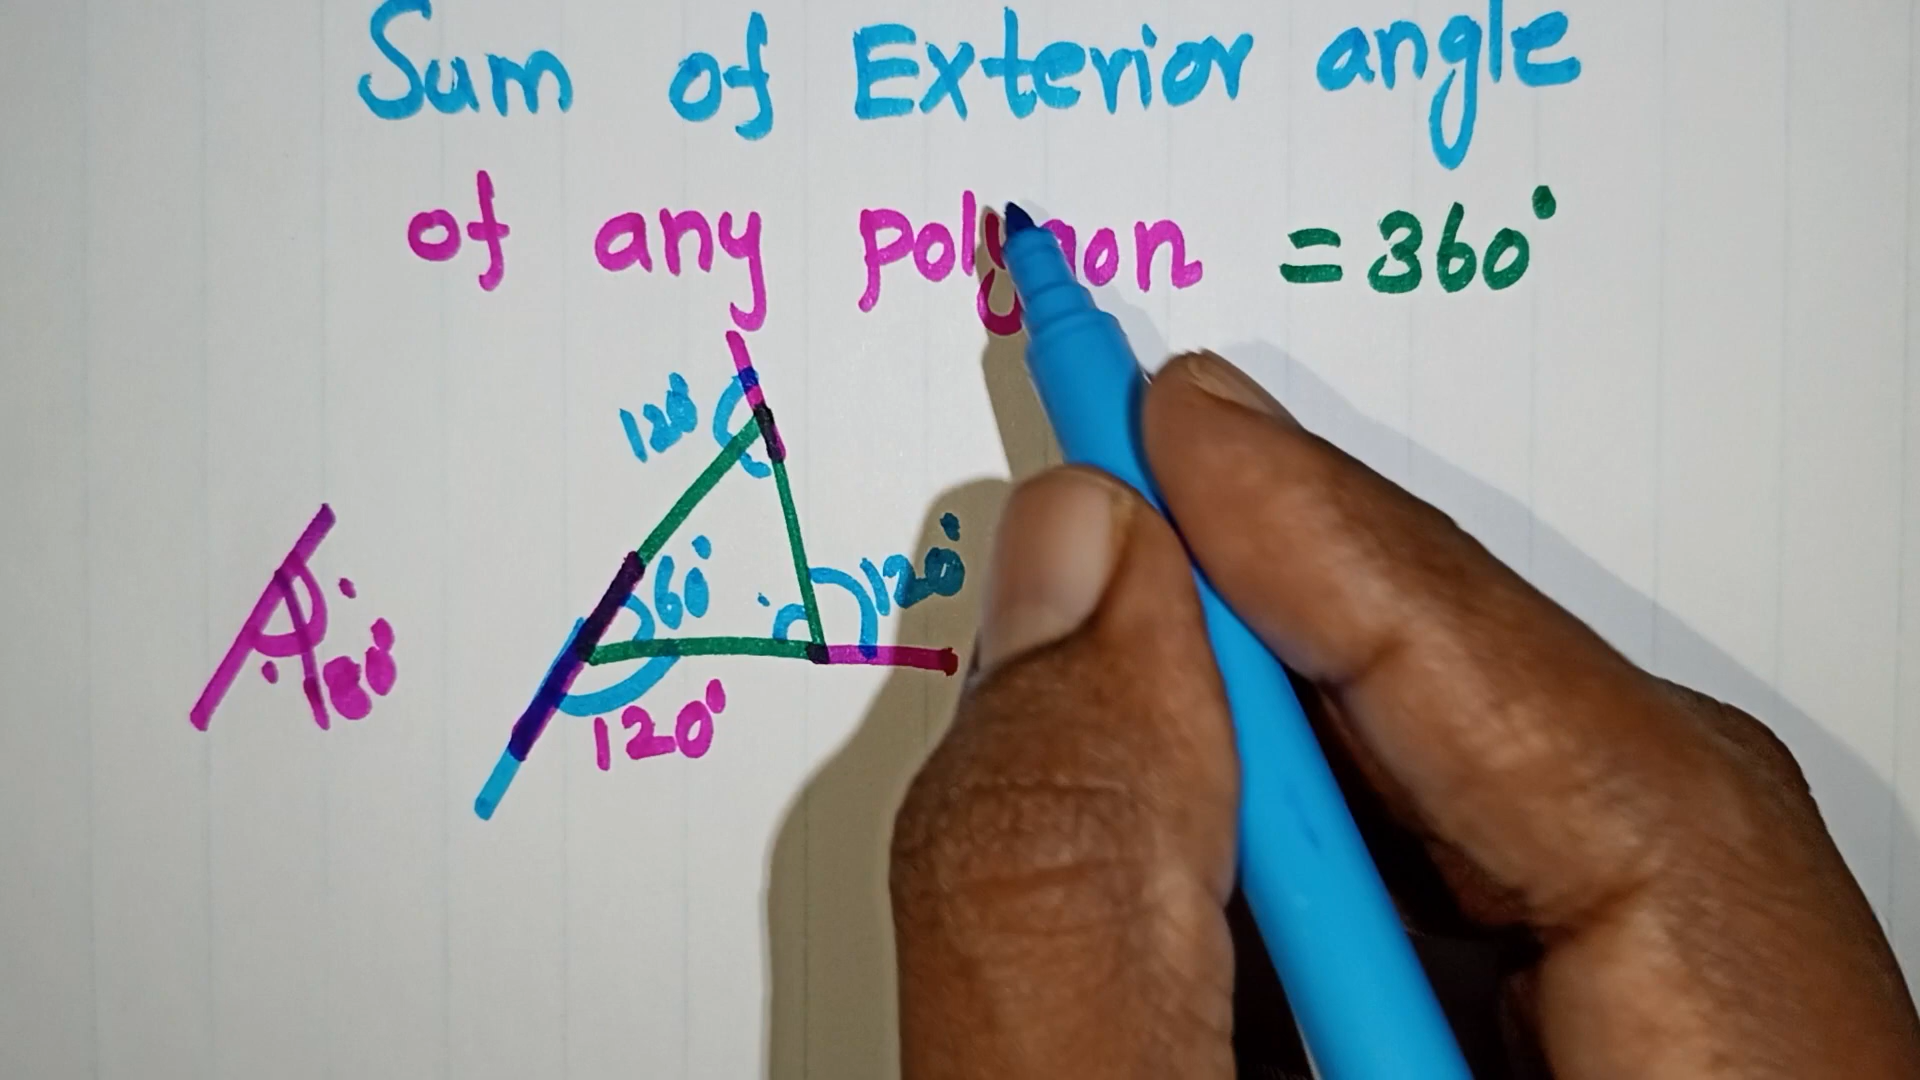 Sum of Exterior angle
of any polygon = 360°
120°
60°
120°
180°
120°